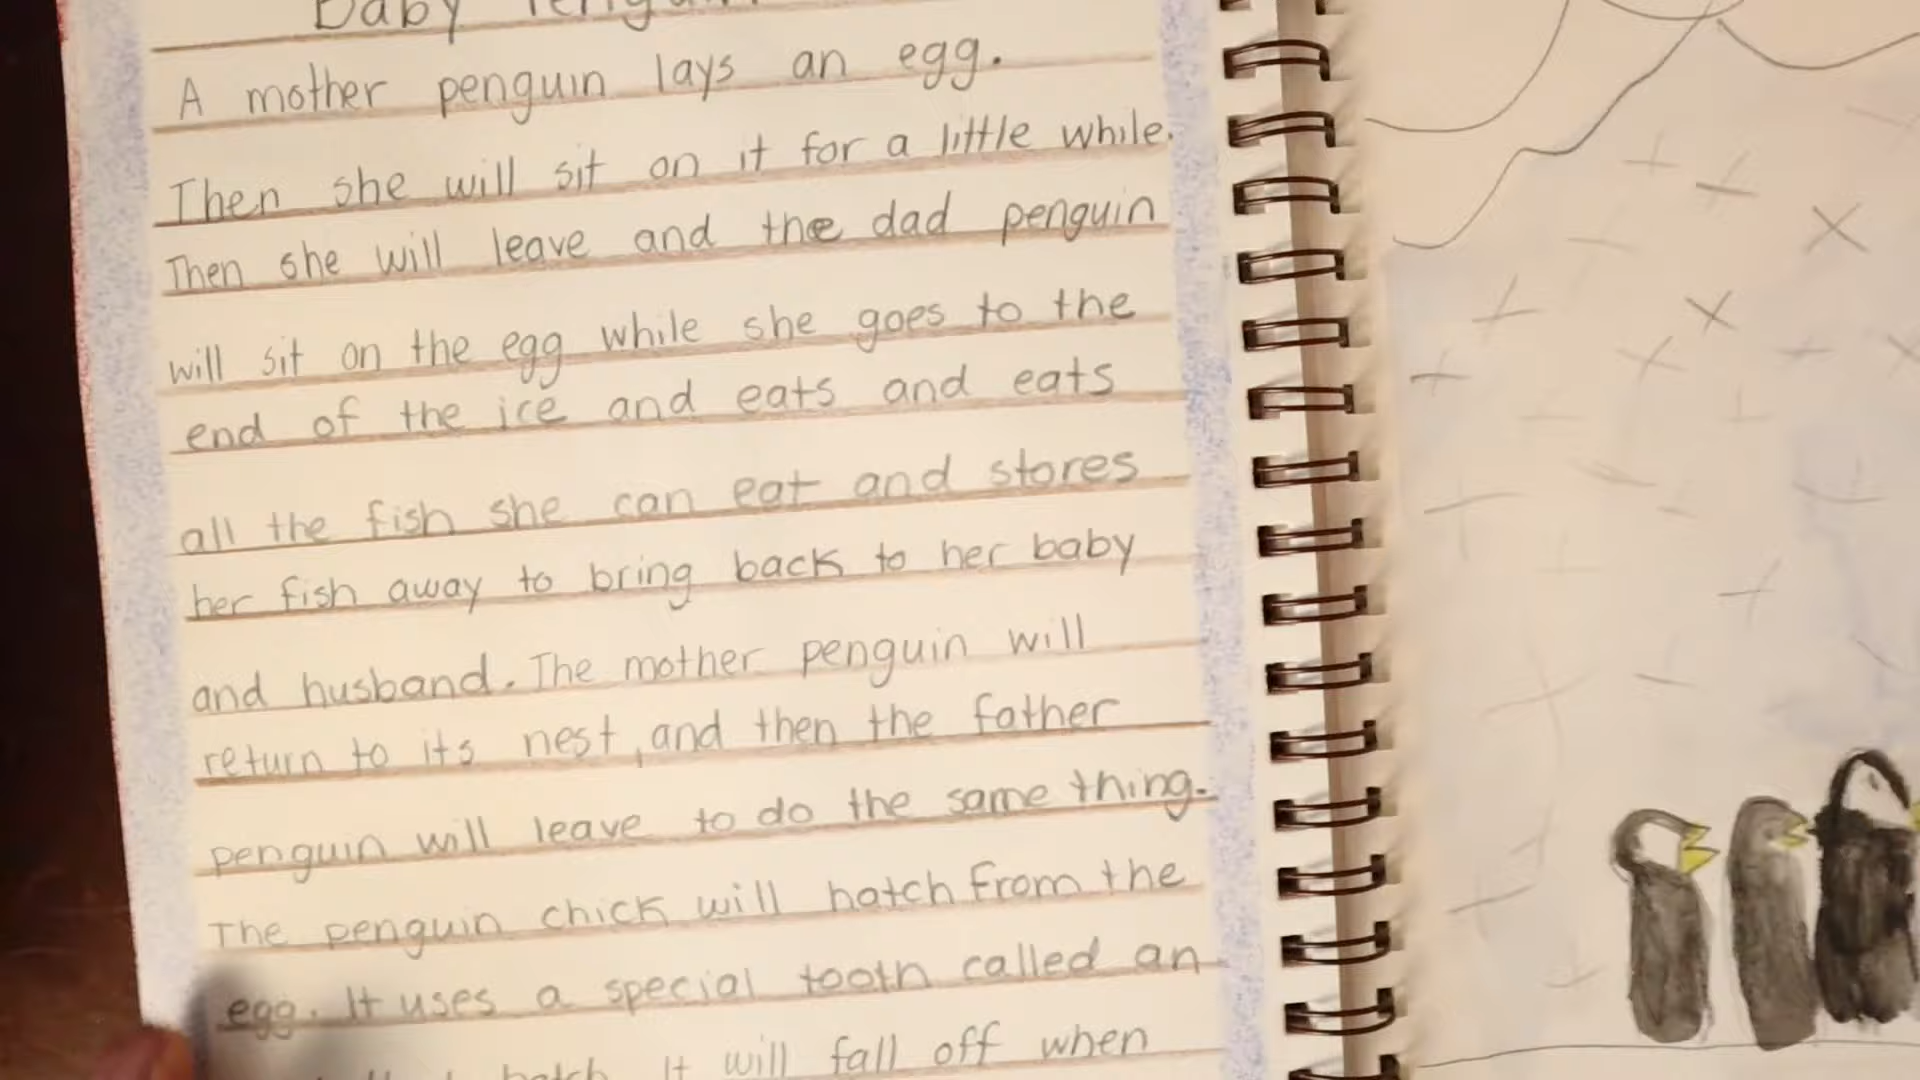 Baby Penguin
A mother penguin lays an egg.
Then she will sit on it for a little while.
Then she will leave and the dad penguin
will sit on the egg while she goes to the
end of the ice and eats and eats
all the fish she can eat and stores
her fish away to bring back to her baby
and husband. The mother penguin will
return to its nest, and then the father
penguin will leave to do the same thing.
The penguin chick will hatch from the
egg. It uses a special tooth called an
hatch. It will fall off when